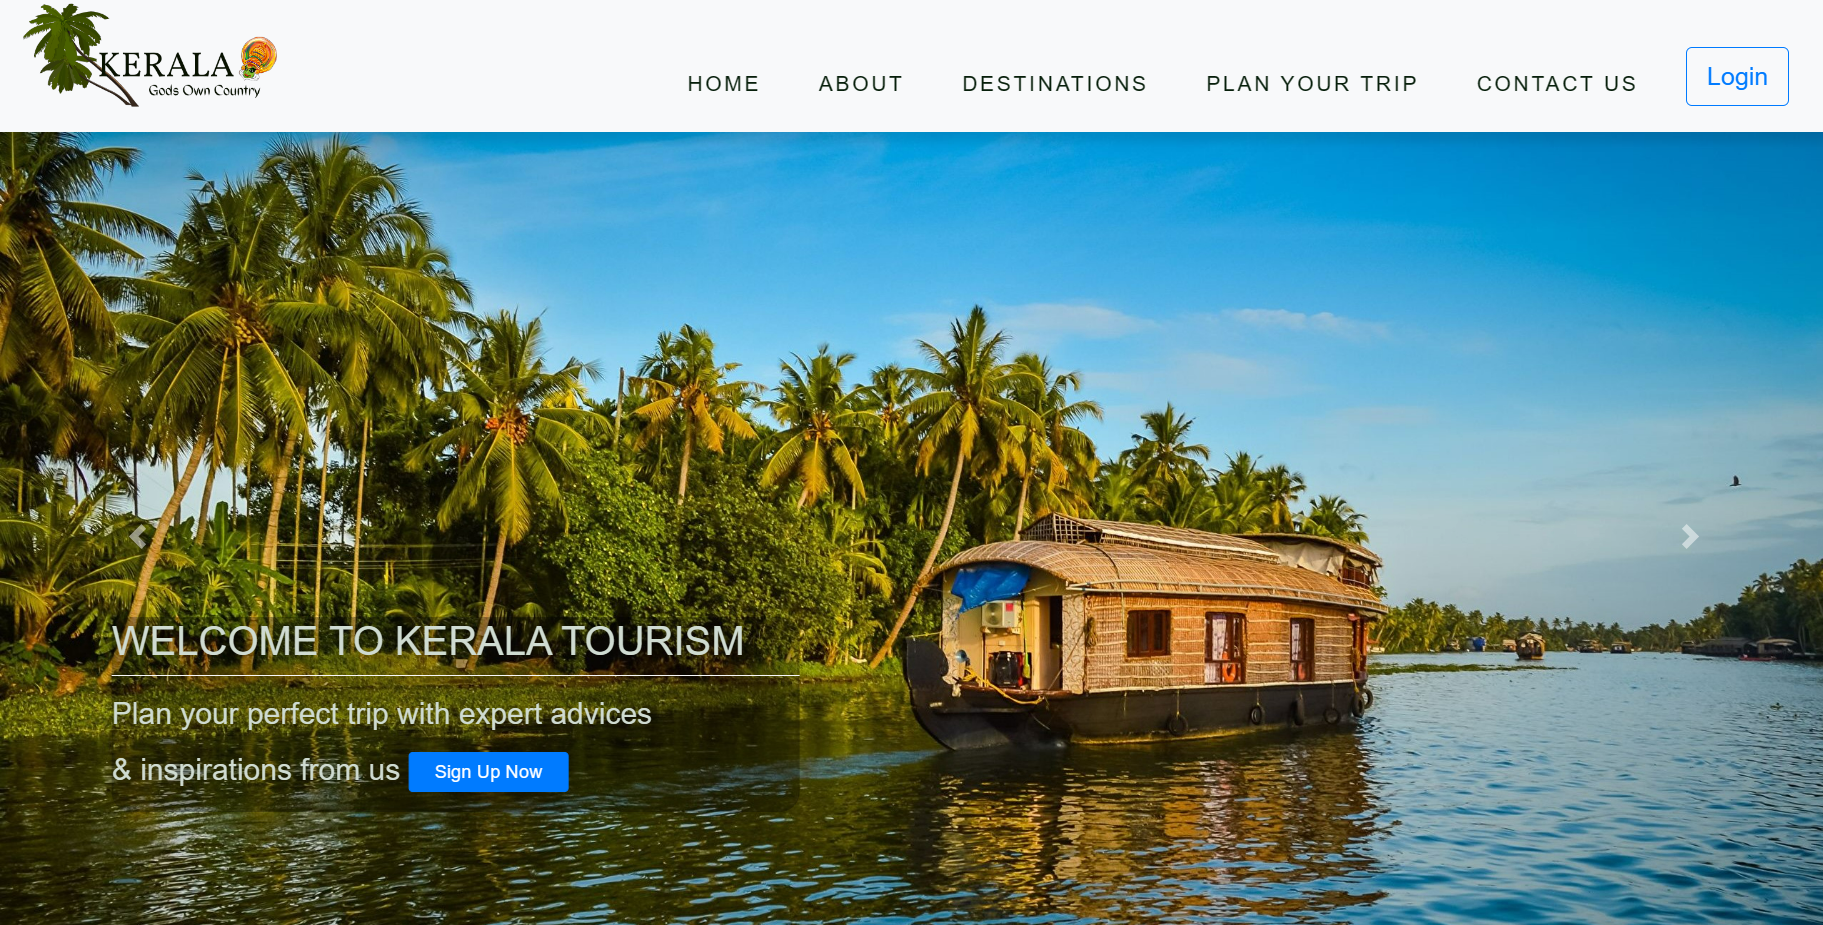 KERALA
Gods Own Country
HOME ABOUT DESTINATIONS PLAN YOUR TRIP CONTACT US Login
WELCOME TO KERALA TOURISM
Plan your perfect trip with expert advices
& inspirations from us Sign Up Now